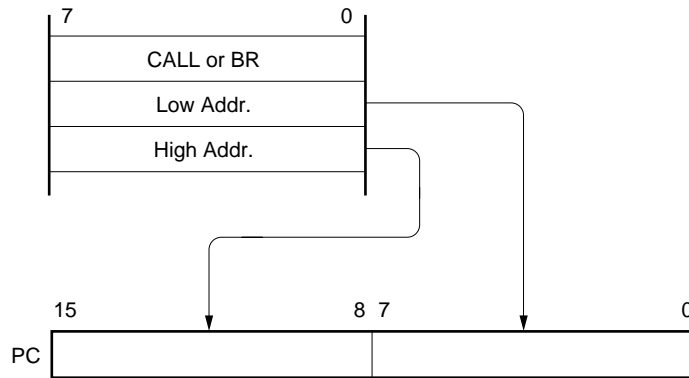 7 0
CALL or BR
Low Addr.
High Addr.
15 8 7 0
PC